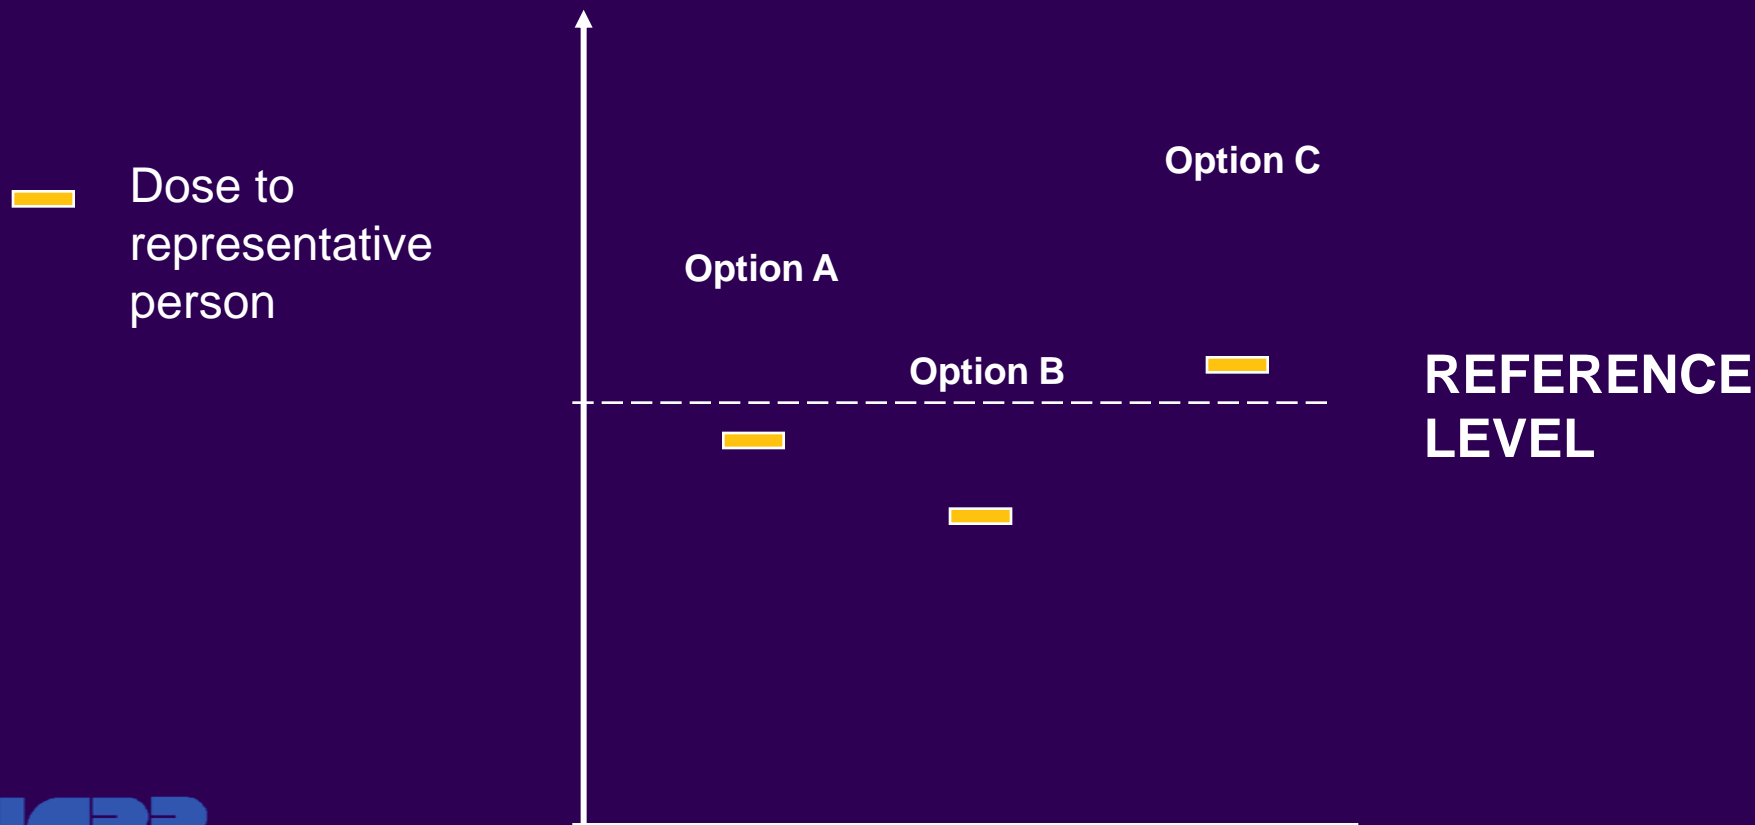 Dose to
representative
person
Option A
Option B
Option C
REFERENCE
LEVEL